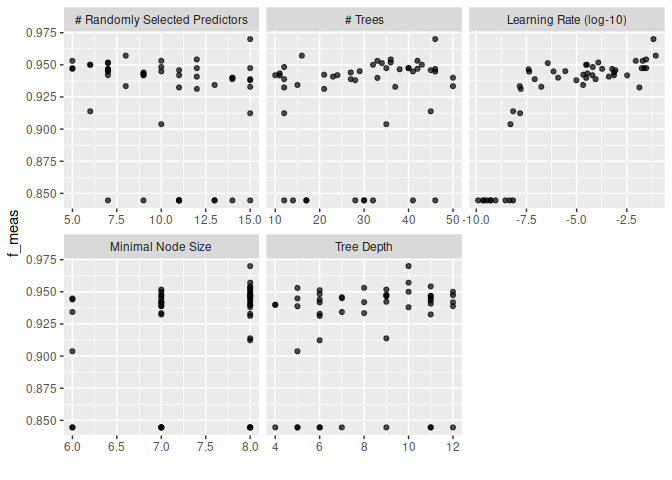 # Randomly Selected Predictors
# Trees
Learning Rate (log-10)
0.975
0.950
0.925
0.900
0.875
0.850
5.0 7.5 10.0 12.5 15.0
10 20 30 40 50
-10.0 -7.5 -5.0 -2.5
f_meas
Minimal Node Size
Tree Depth
0.975
0.950
0.925
0.900
0.875
0.850
6.0 6.5 7.0 7.5 8.0
4 6 8 10 12